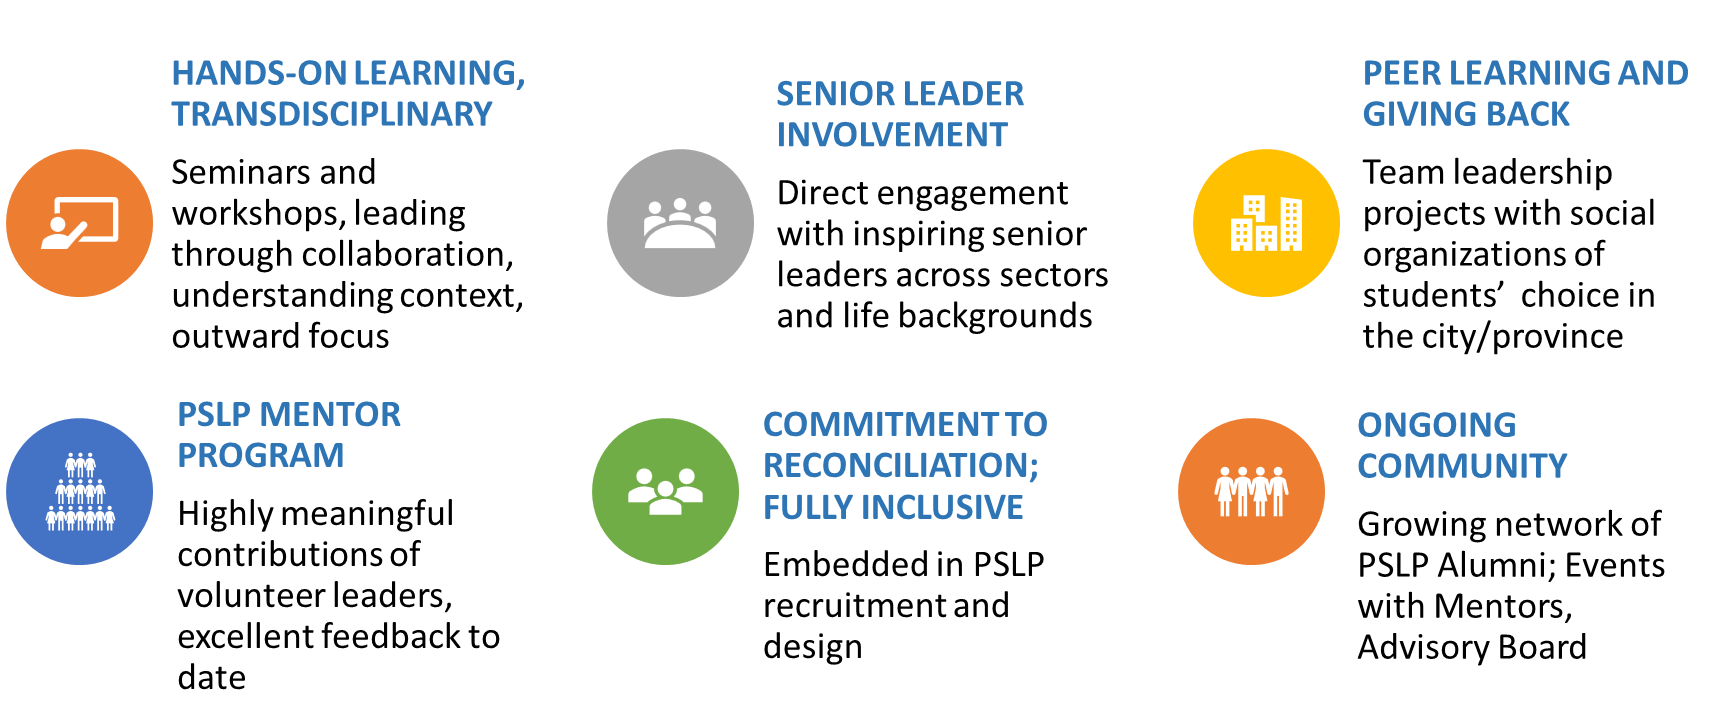 HANDS-ON LEARNING,
TRANSDISCIPLINARY
Seminars and
workshops, leading
through collaboration,
understanding context,
outward focus
SENIOR LEADER
INVOLVEMENT
Direct engagement
with inspiring senior
leaders across sectors
and life backgrounds
PEER LEARNING AND
GIVING BACK
Team leadership
projects with social
organizations of
students’  choice in
the city/province
PSLP MENTOR
PROGRAM
Highly meaningful
contributions of
volunteer leaders,
excellent feedback to
date
COMMITMENT TO
RECONCILIATION;
FULLY INCLUSIVE
Embedded in PSLP
recruitment and
design
ONGOING
COMMUNITY
Growing network of
PSLP Alumni; Events
with Mentors,
Advisory Board